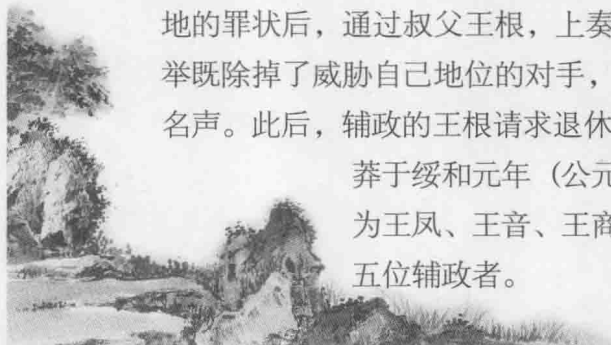 地的罪状后，通过叔父王根，上奏
举既除掉了威胁自己地位的对手，
名声。此后，辅政的王根请求退休
莽于绥和元年（公元
为王凤、王音、王商
五位辅政者。